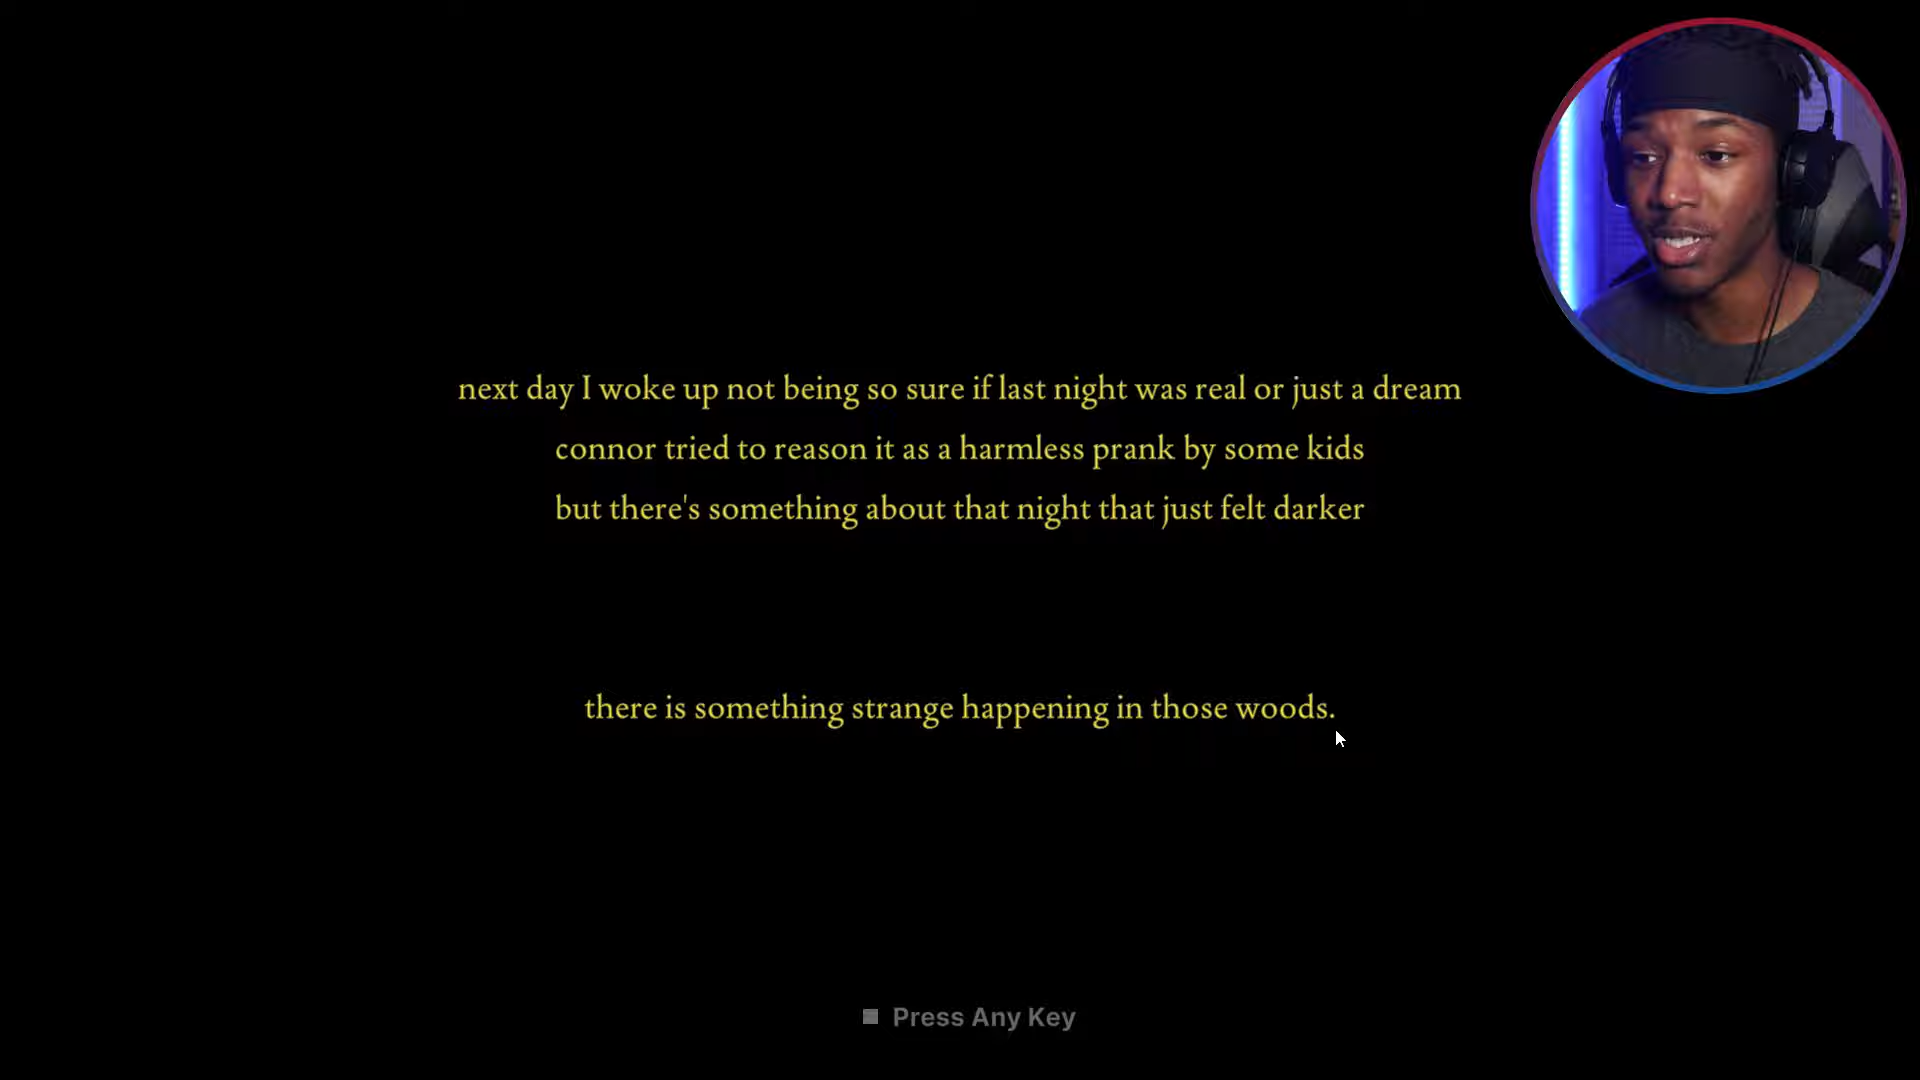 next day I woke up not being so sure if last night was real or just a dream
connor tried to reason it as a harmless prank by some kids
but there's something about that night that just felt darker
there is something strange happening in those woods.
Press Any Key